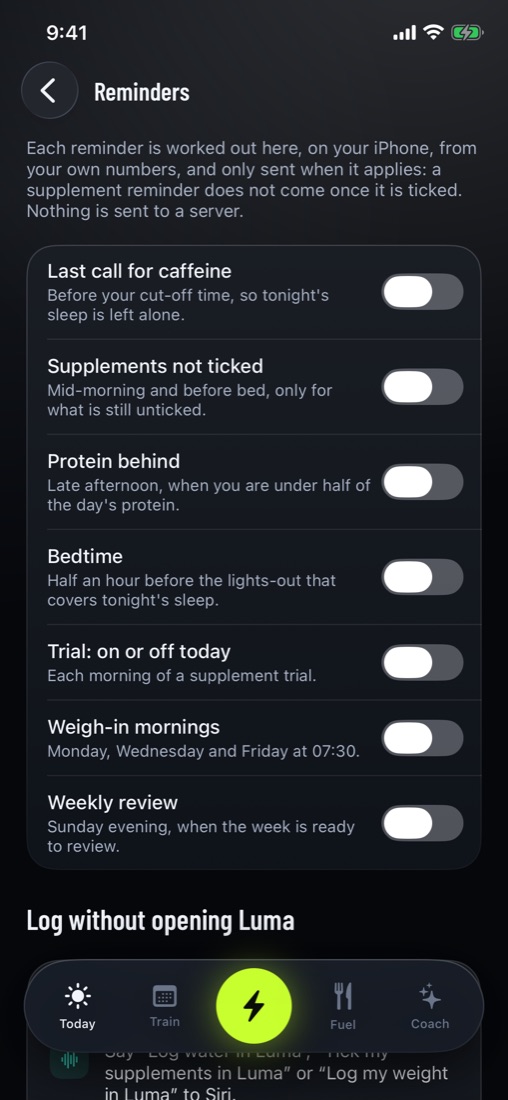 9:41
Reminders
Each reminder is worked out here, on your iPhone, from
your own numbers, and only sent when it applies: a
supplement reminder does not come once it is ticked.
Nothing is sent to a server.
Last call for caffeine
Before your cut-off time, so tonight's
sleep is left alone.
Supplements not ticked
Mid-morning and before bed, only for
what is still unticked.
Protein behind
Late afternoon, when you are under half of
the day's protein.
Bedtime
Half an hour before the lights-out that
covers tonight's sleep.
Trial: on or off today
Each morning of a supplement trial.
Weigh-in mornings
Monday, Wednesday and Friday at 07:30.
Weekly review
Sunday evening, when the week is ready
to review.
Log without opening Luma
Today
Train
Fuel
Coach
Say “Log water in Luma”, “Tick my
supplements in Luma” or “Log my weight
in Luma” to Siri.